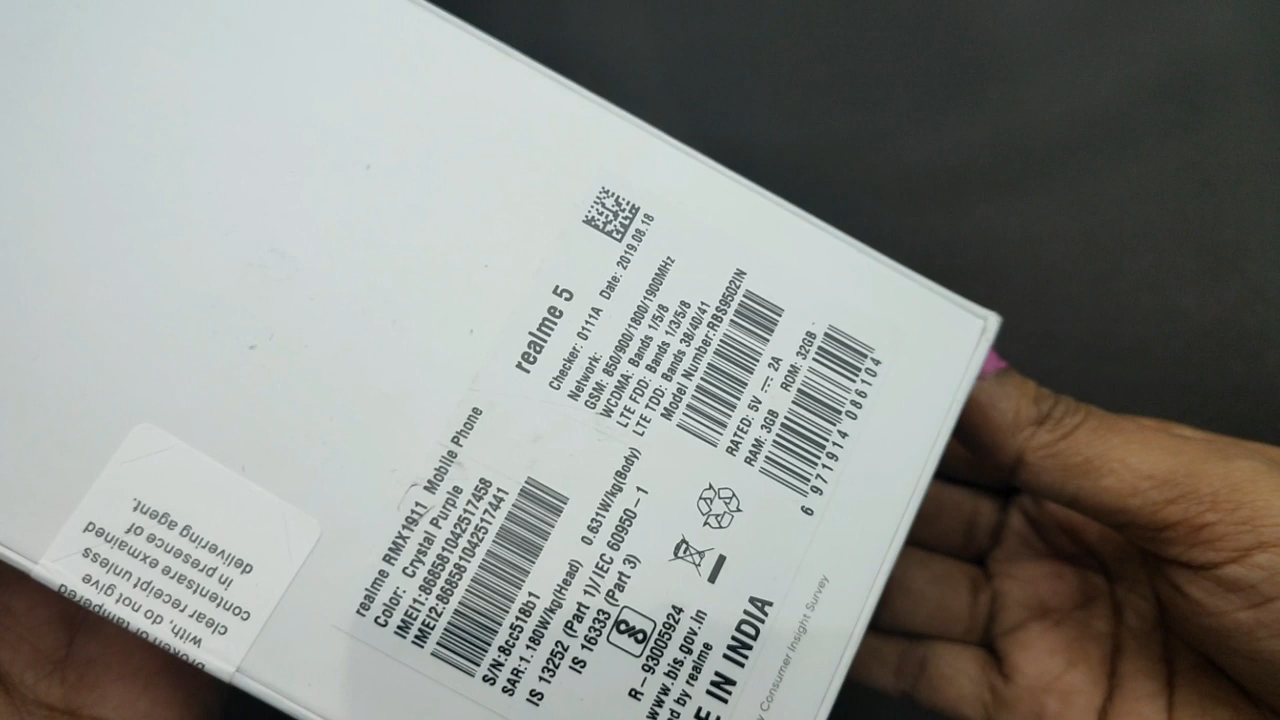 realme 5
Checker: 0111A Date: 2019.08.18
Network:
GSM: 850/900/1800/1900MHz
WCDMA: Bands 1/5/8
LTE FDD: Bands 1/3/5/8
LTE TDD: Bands 38/40/41
Model Number:RBS9502IN
RATED: 5V ⎓ 2A
RAM: 3GB ROM: 32GB
6 971914 086104
realme RMX1911 Mobile Phone
Color: Crystal Purple
IMEI1:868581042517458
IMEI2:868581042517441
S/N:8cc518b1
SAR:1.180W/kg(Head) 0.631W/kg(Body)
IS 13252 (Part 1)/IEC 60950-1
IS 16333 (Part 3)
R-93005924
www.bis.gov.in
by realme
IN INDIA
Consumer Insight Survey
with, do not give
clear receipt unless
contentsare exmained
in presence of
delivering agent.